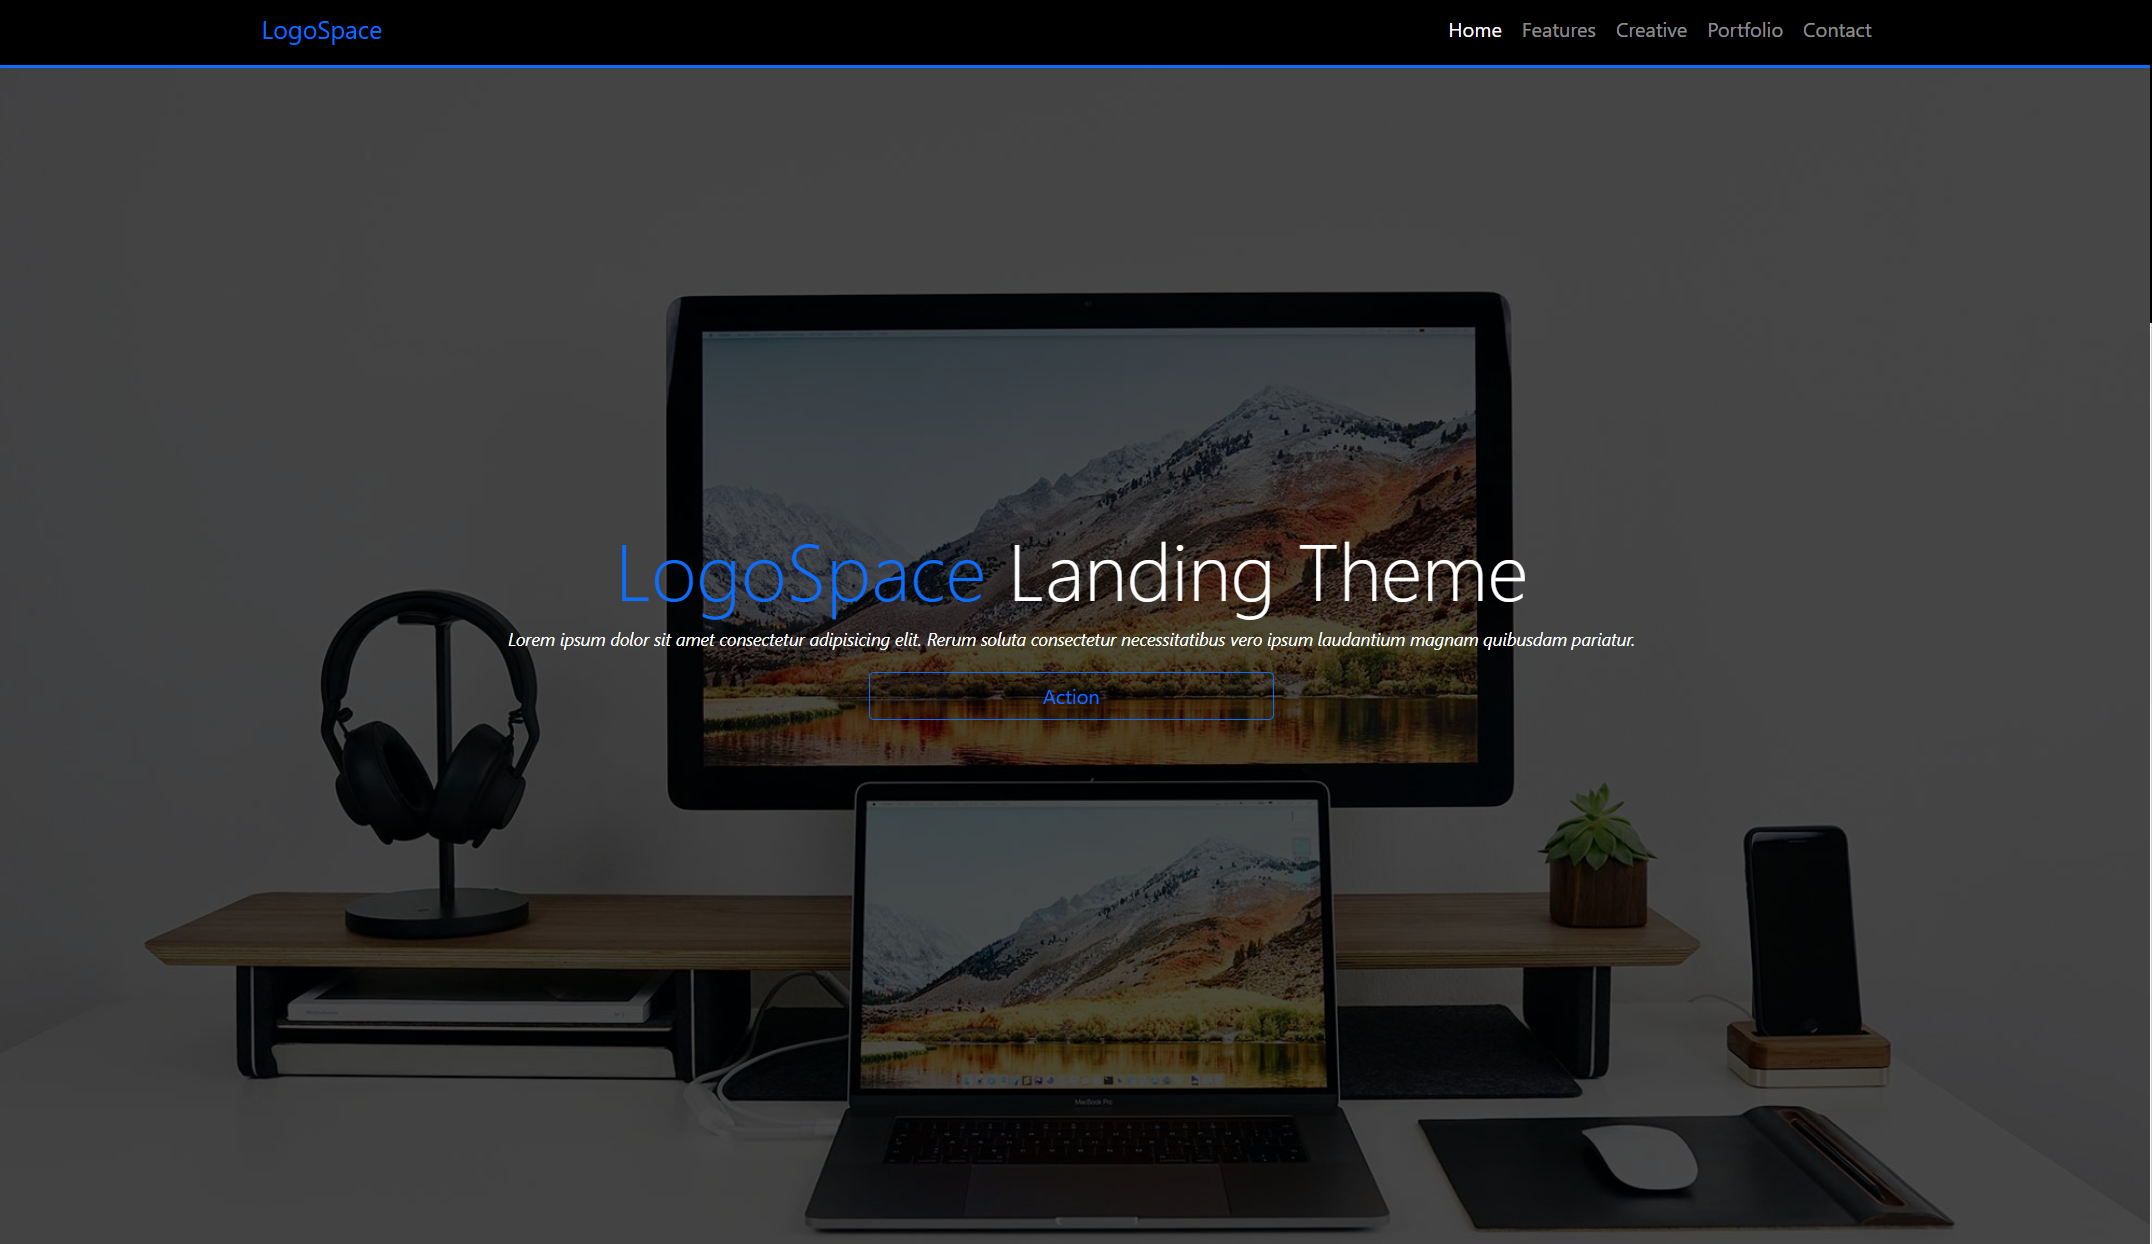 LogoSpace
Home Features Creative Portfolio Contact
LogoSpace Landing Theme
Lorem ipsum dolor sit amet consectetur adipisicing elit. Rerum soluta consectetur necessitatibus vero ipsum laudantium magnam quibusdam pariatur.
Action
MacBook Pro